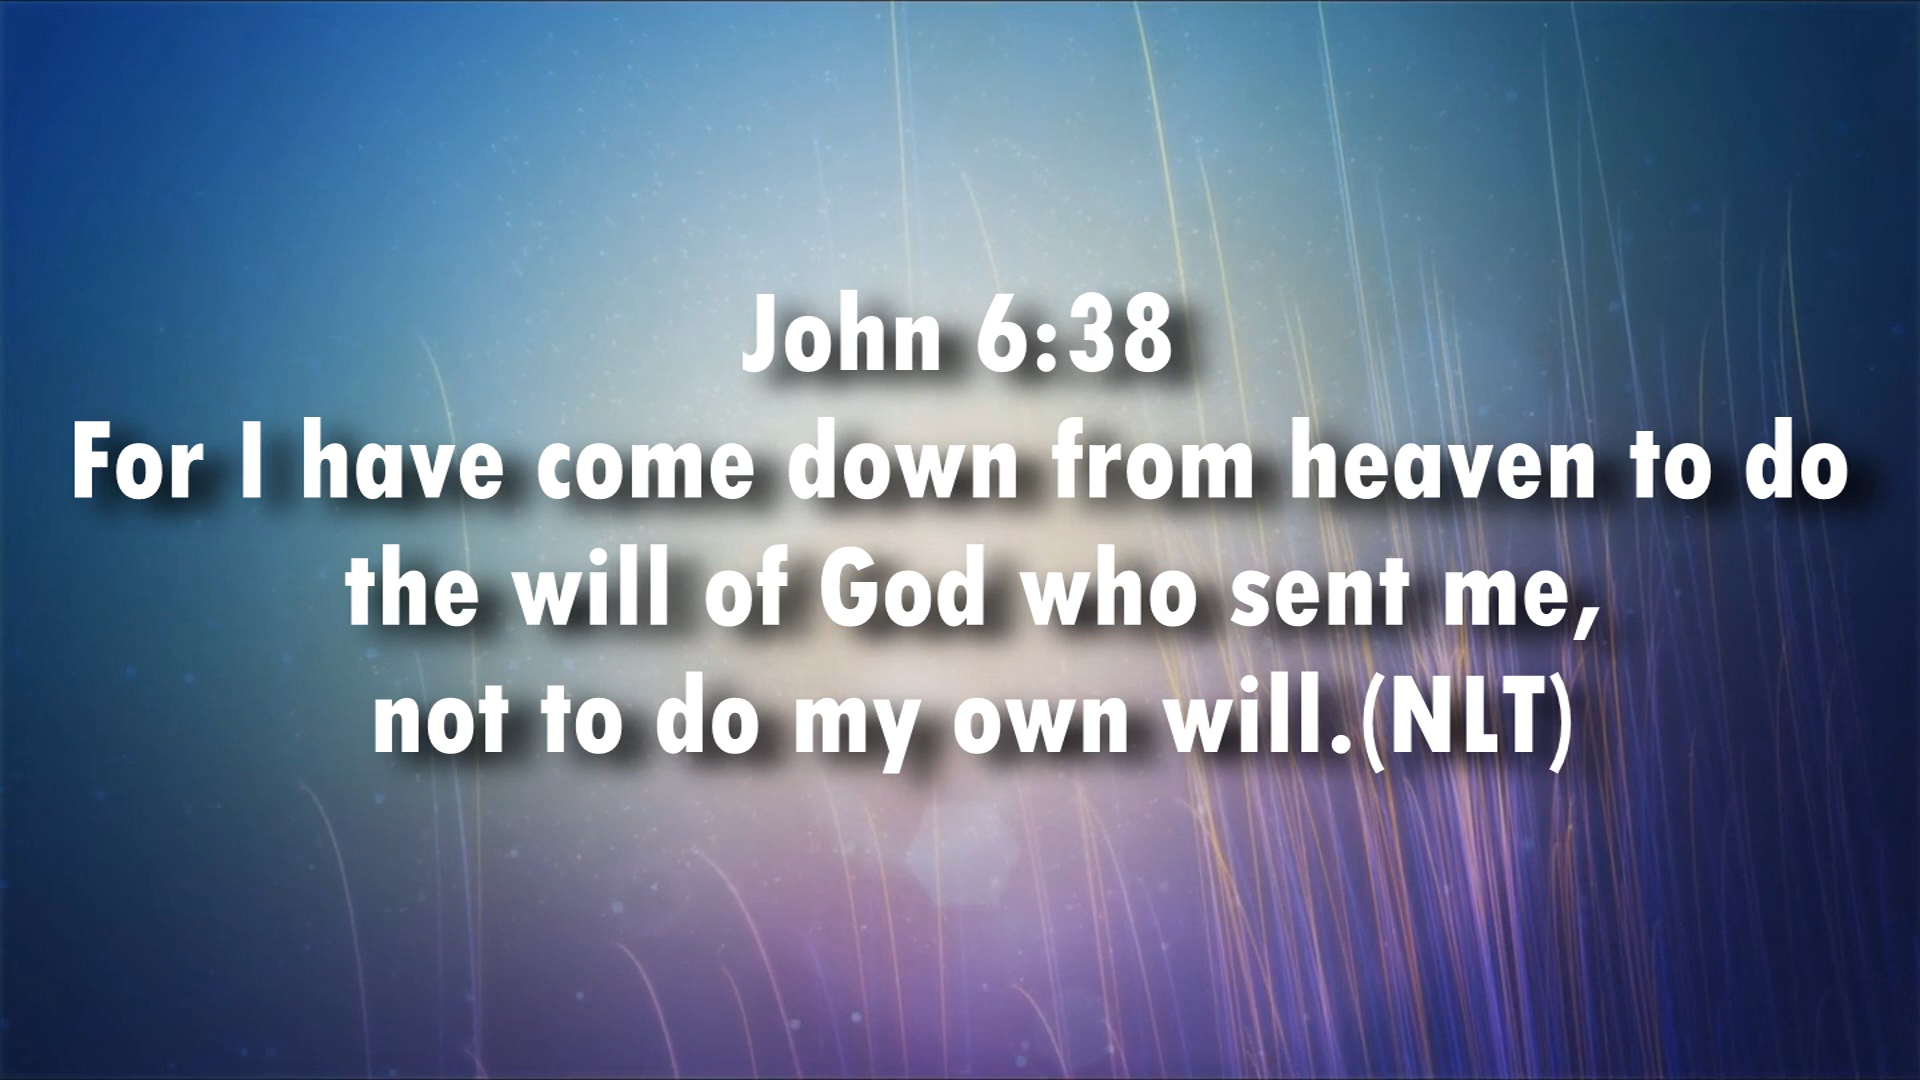 John 6:38
For I have come down from heaven to do
the will of God who sent me,
not to do my own will.(NLT)